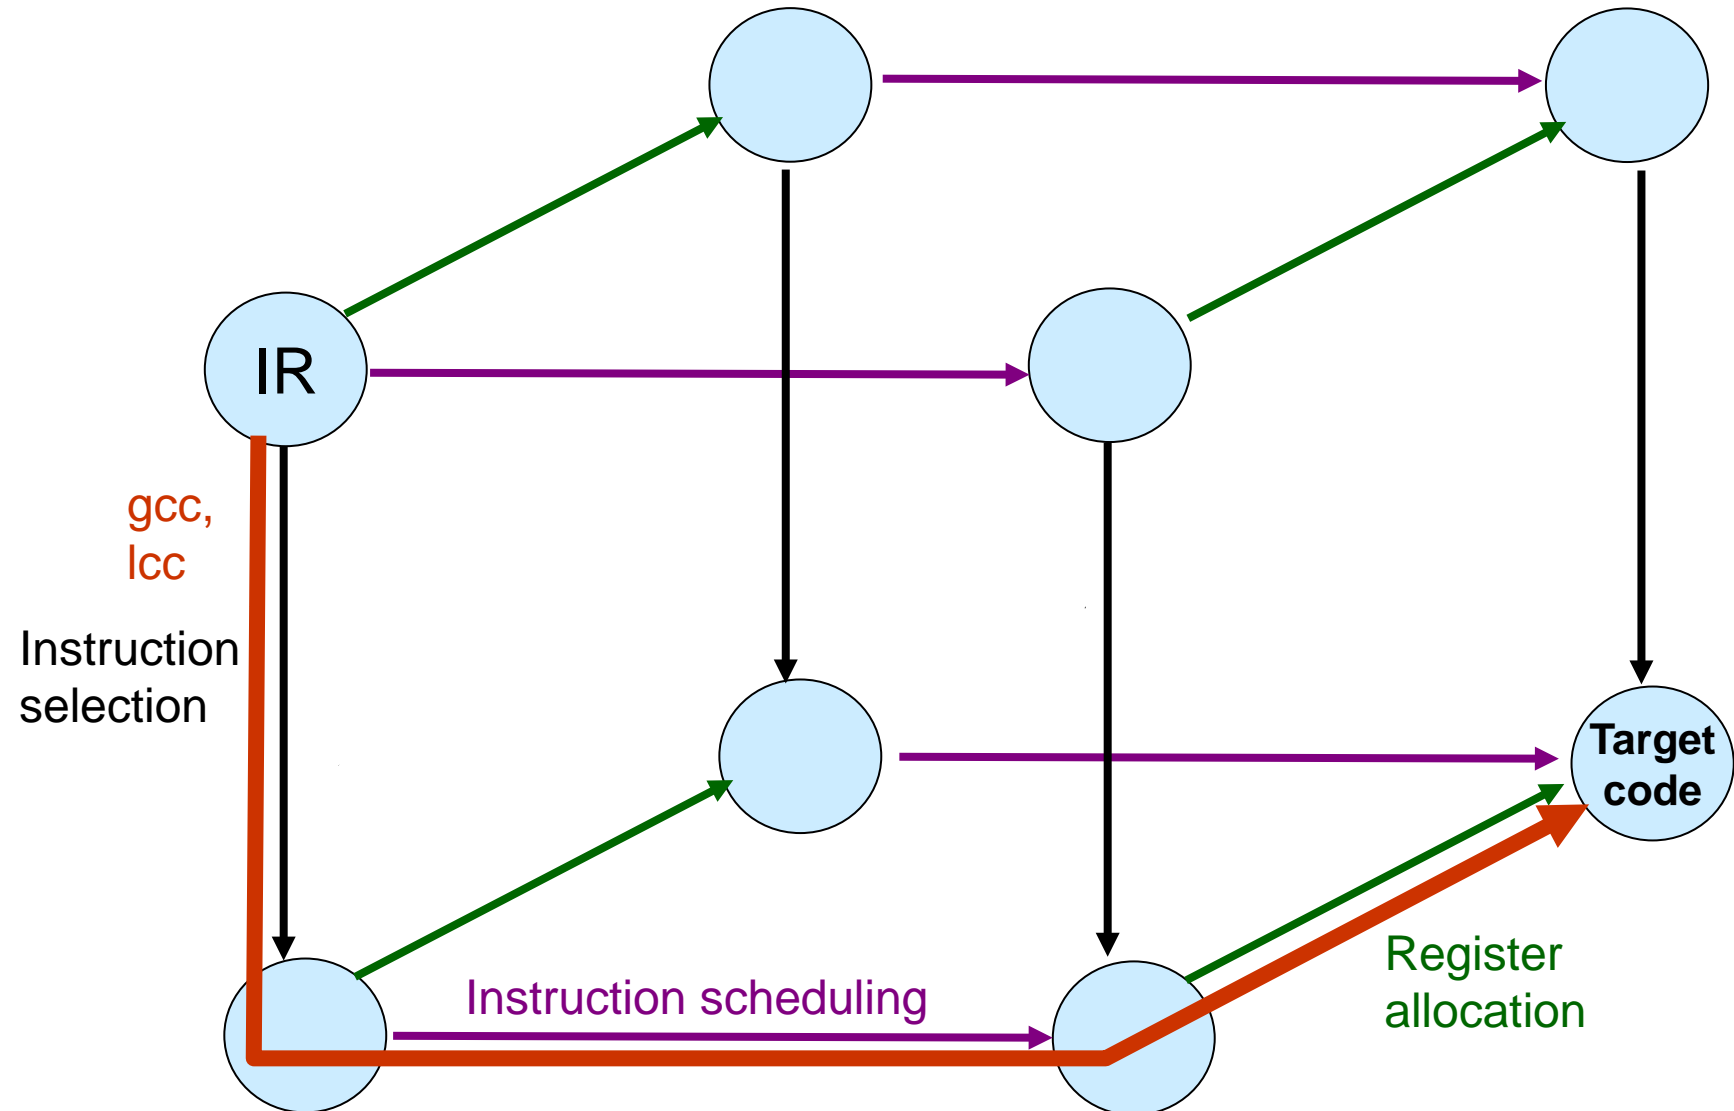 IR
gcc,
lcc
Instruction
selection
Target
code
Instruction scheduling
Register
allocation